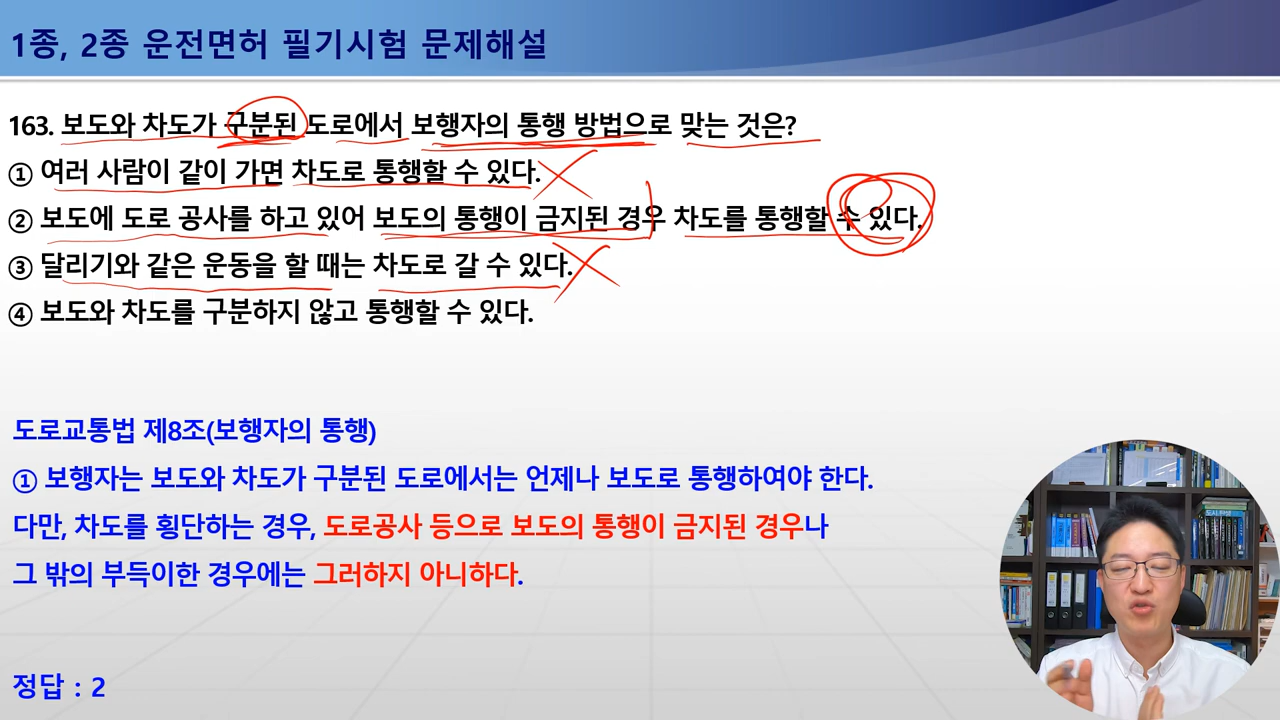 1종, 2종 운전면허 필기시험 문제해설
163. 보도와 차도가 구분된 도로에서 보행자의 통행 방법으로 맞는 것은?
① 여러 사람이 같이 가면 차도로 통행할 수 있다.
② 보도에 도로 공사를 하고 있어 보도의 통행이 금지된 경우 차도를 통행할 수 있다.
③ 달리기와 같은 운동을 할 때는 차도로 갈 수 있다.
④ 보도와 차도를 구분하지 않고 통행할 수 있다.
도로교통법 제8조(보행자의 통행)
① 보행자는 보도와 차도가 구분된 도로에서는 언제나 보도로 통행하여야 한다.
다만, 차도를 횡단하는 경우, 도로공사 등으로 보도의 통행이 금지된 경우나
그 밖의 부득이한 경우에는 그러하지 아니하다.
정답 : 2